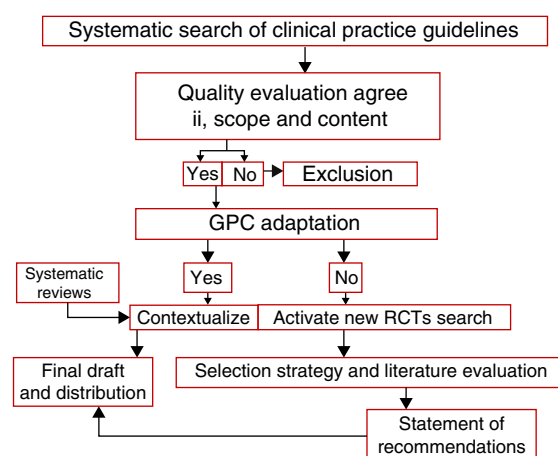 Systematic search of clinical practice guidelines
Quality evaluation agree
ii, scope and content
Yes No Exclusion
GPC adaptation
Yes No
Systematic
reviews
Contextualize Activate new RCTs search
Final draft
and distribution
Selection strategy and literature evaluation
Statement of
recommendations